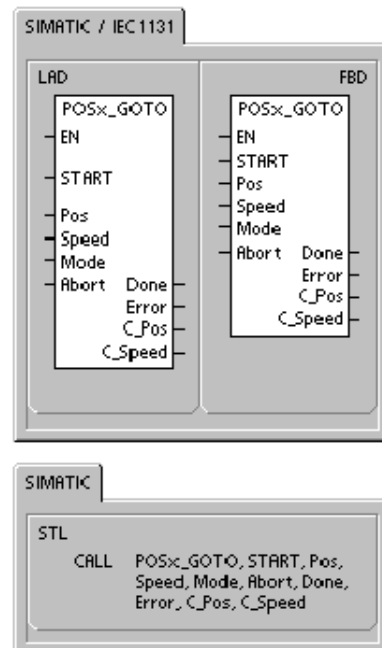 SIMATIC / IEC1131
LAD
POSx_GOTO
EN
START
Pos
Speed
Mode
Abort Done
Error
C_Pos
C_Speed
FBD
POSx_GOTO
EN
START
Pos
Speed
Mode
Abort Done
Error
C_Pos
C_Speed
SIMATIC
STL
CALL POSx_GOTO, START, Pos,
Speed, Mode, Abort, Done,
Error, C_Pos, C_Speed